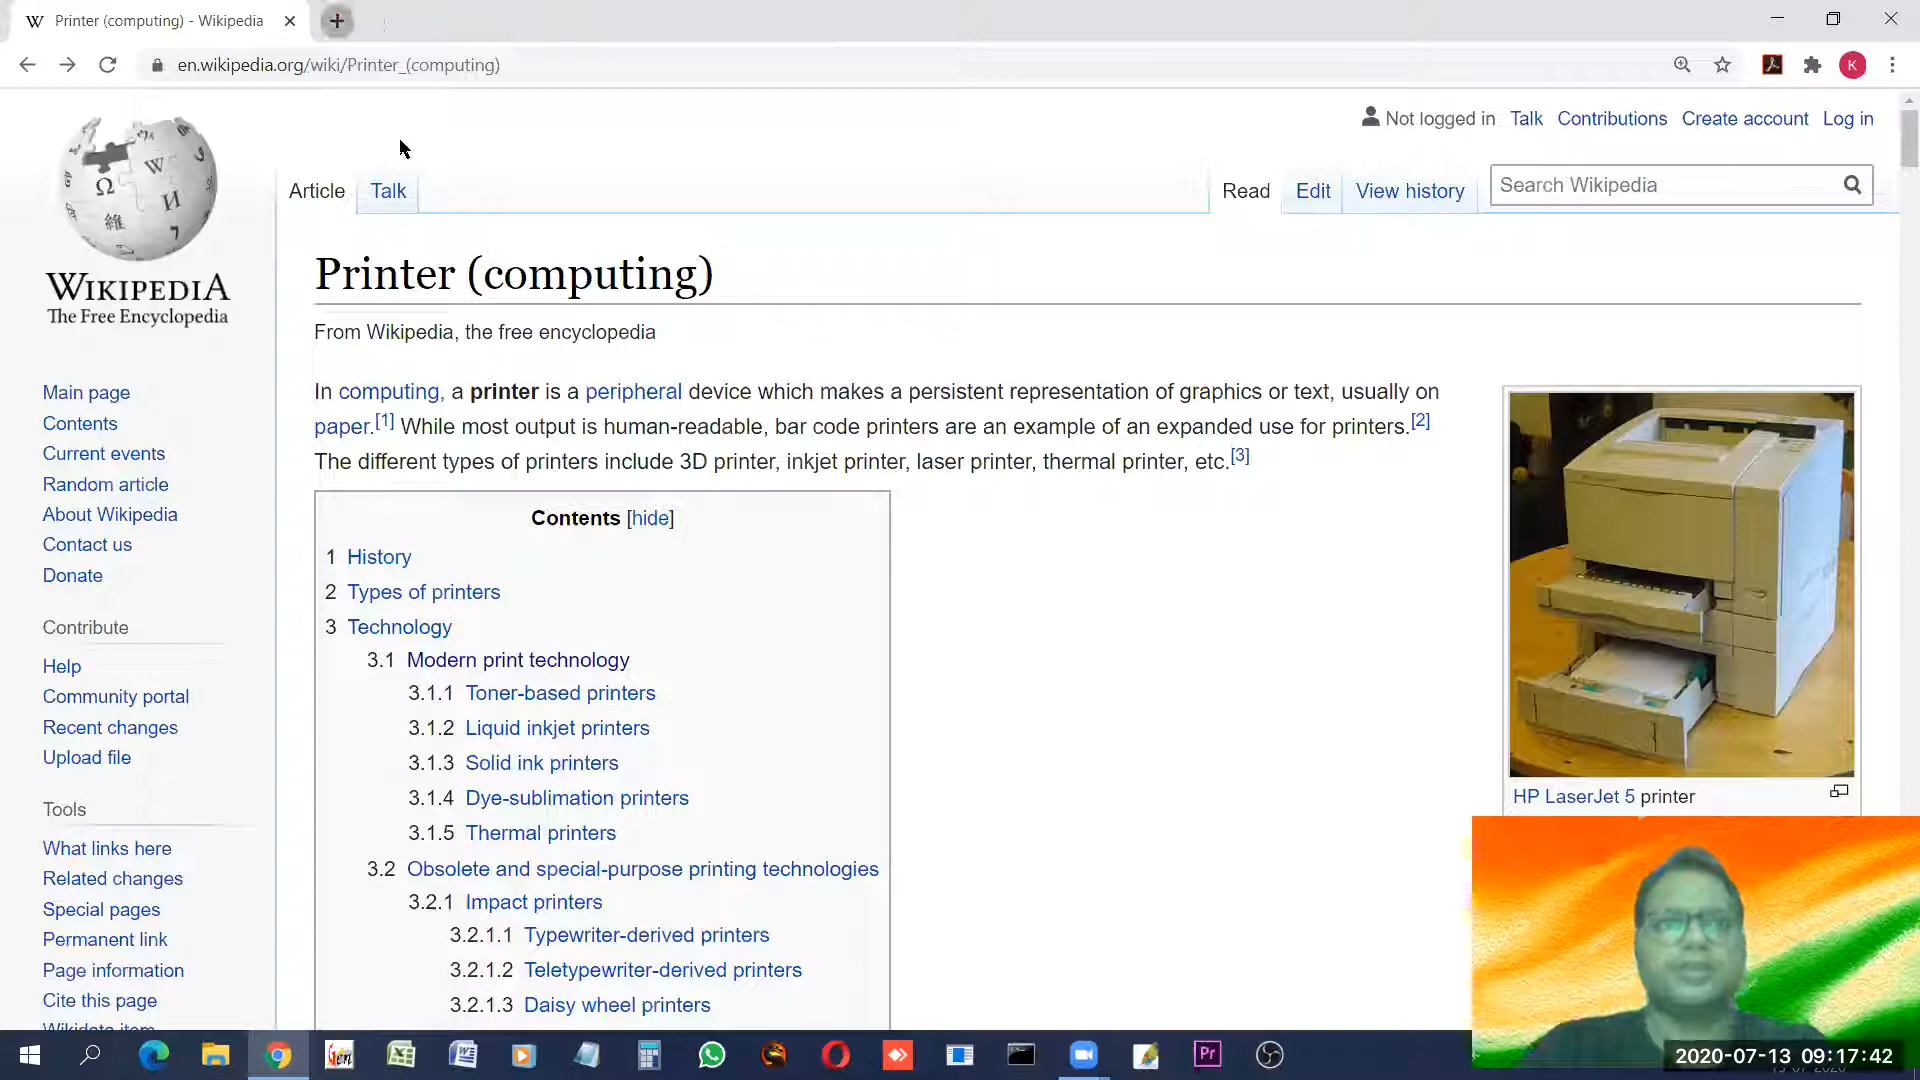 Printer (computing) - Wikipedia
en.wikipedia.org/wiki/Printer_(computing)
K
Not logged in Talk Contributions Create account Log in
Article Talk Read Edit View history Search Wikipedia
WIKIPEDIA
The Free Encyclopedia
Printer (computing)
From Wikipedia, the free encyclopedia
In computing, a printer is a peripheral device which makes a persistent representation of graphics or text, usually on
paper.[1] While most output is human-readable, bar code printers are an example of an expanded use for printers.[2]
The different types of printers include 3D printer, inkjet printer, laser printer, thermal printer, etc.[3]
Main page
Contents
Current events
Random article
About Wikipedia
Contact us
Donate
Contribute
Help
Community portal
Recent changes
Upload file
Tools
What links here
Related changes
Special pages
Permanent link
Page information
Cite this page
Wikidata item
Contents [hide]
1 History
2 Types of printers
3 Technology
3.1 Modern print technology
3.1.1 Toner-based printers
3.1.2 Liquid inkjet printers
3.1.3 Solid ink printers
3.1.4 Dye-sublimation printers
3.1.5 Thermal printers
3.2 Obsolete and special-purpose printing technologies
3.2.1 Impact printers
3.2.1.1 Typewriter-derived printers
3.2.1.2 Teletypewriter-derived printers
3.2.1.3 Daisy wheel printers
HP LaserJet 5 printer
Gen
Pr
2020-07-13 09:17:42